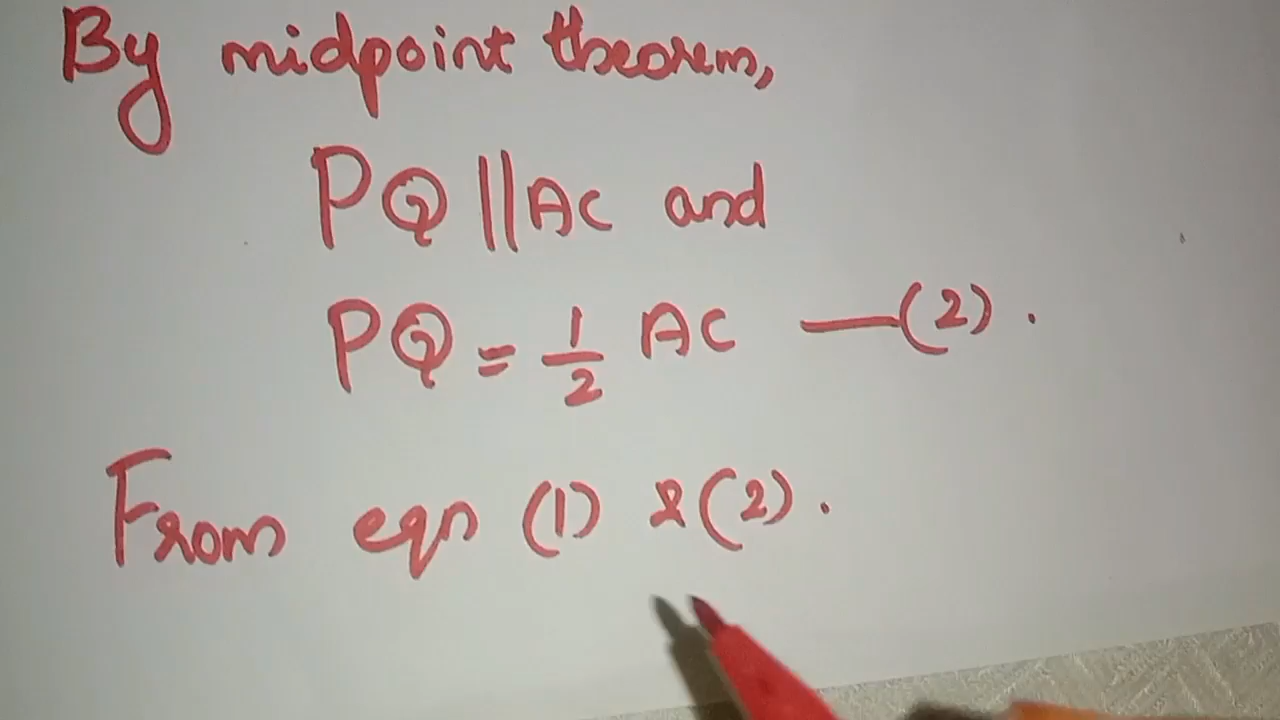 By midpoint theorem,
PQ || AC and
PQ = 1/2 AC —(2).
From eqn (1) & (2).